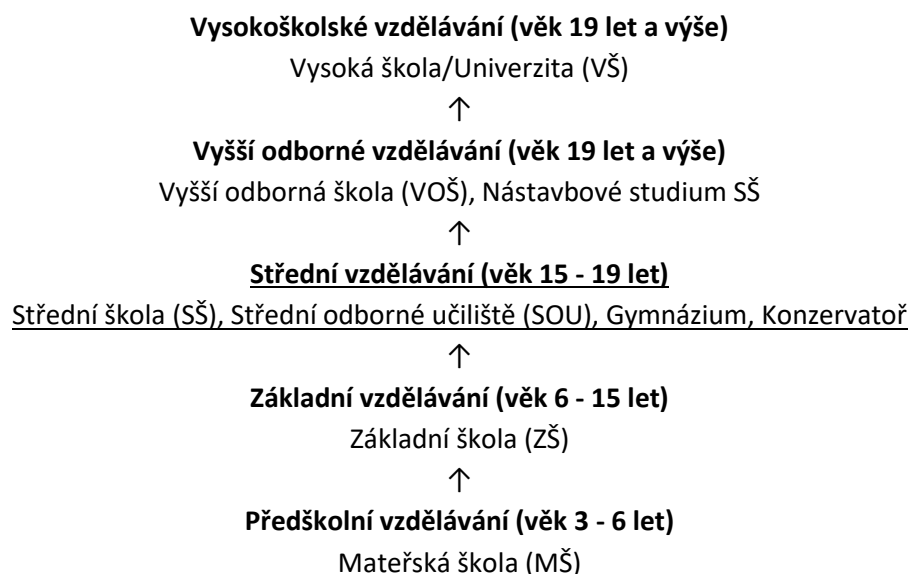 Vysokoškolské vzdělávání (věk 19 let a výše)
Vysoká škola/Univerzita (VŠ)
↑
Vyšší odborné vzdělávání (věk 19 let a výše)
Vyšší odborná škola (VOŠ), Nástavbové studium SŠ
↑
Střední vzdělávání (věk 15 - 19 let)
Střední škola (SŠ), Střední odborné učiliště (SOU), Gymnázium, Konzervatoř
↑
Základní vzdělávání (věk 6 - 15 let)
Základní škola (ZŠ)
↑
Předškolní vzdělávání (věk 3 - 6 let)
Mateřská škola (MŠ)